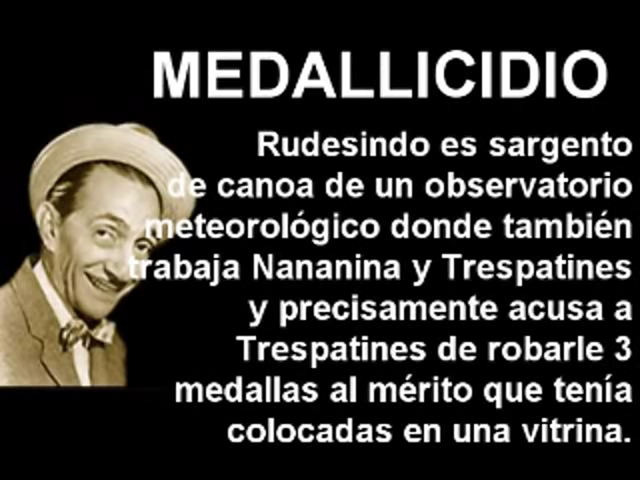 MEDALLICIDIO
Rudesindo es sargento
de canoa de un observatorio
meteorológico donde también
trabaja Nananina y Trespatines
y precisamente acusa a
Trespatines de robarle 3
medallas al mérito que tenía
colocadas en una vitrina.